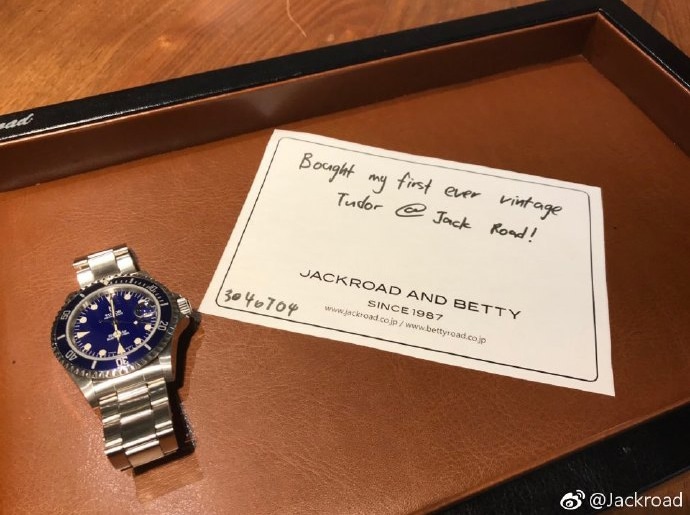 Bought my first ever vintage
Tudor @ Jack Road!
JACKROAD AND BETTY
SINCE 1987
www.jackroad.co.jp / www.bettyroad.co.jp
3046704
@Jackroad